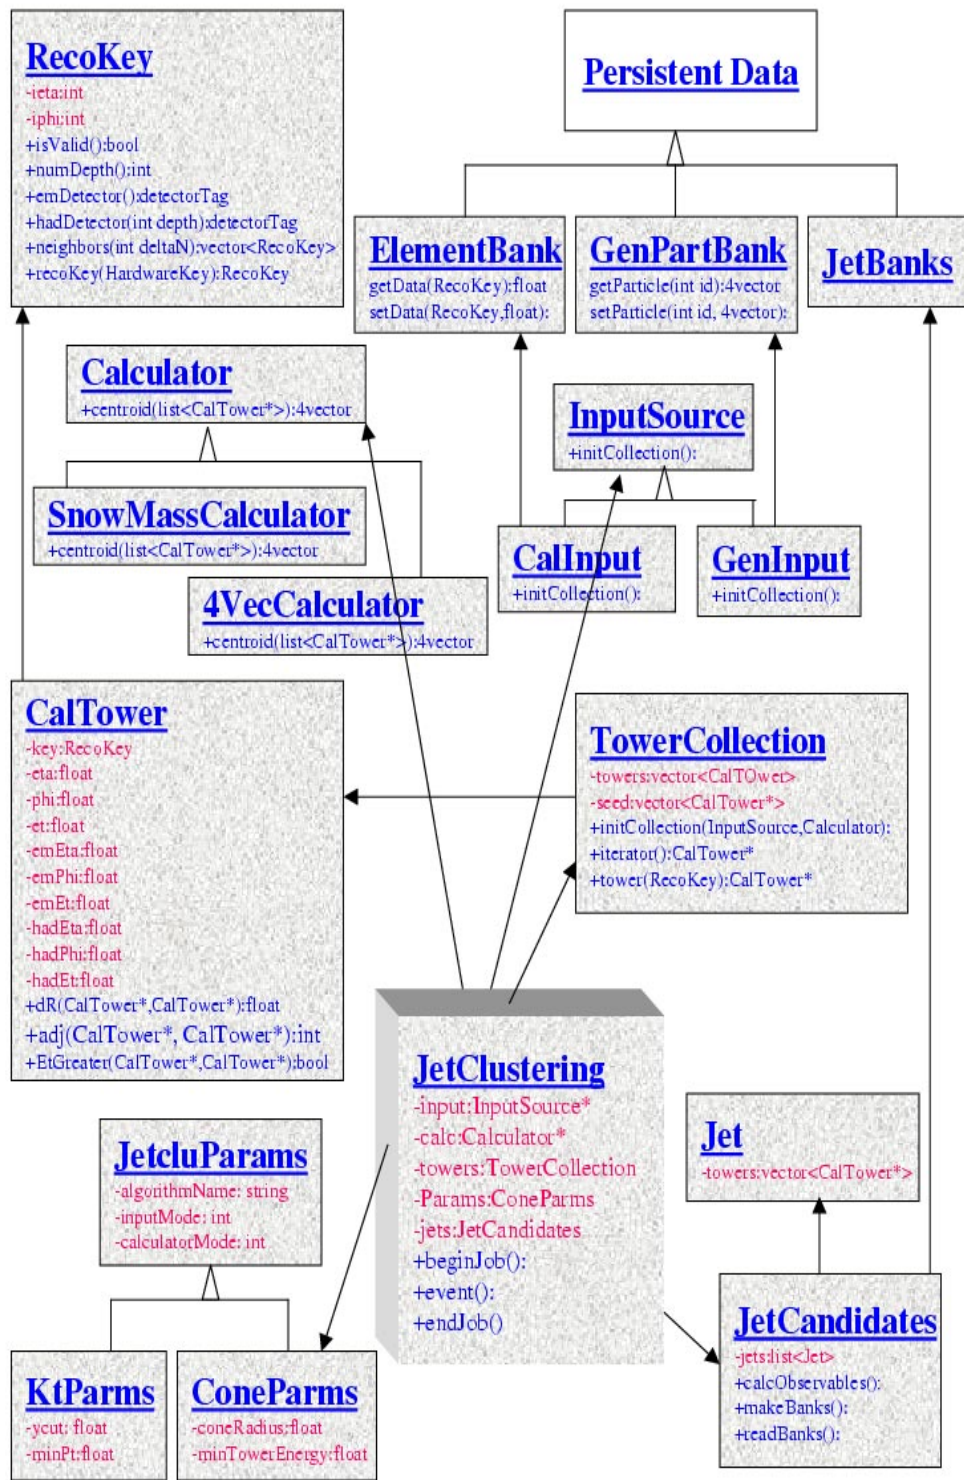 RecoKey
-ieta:int
-iphi:int
+isValid():bool
+numDepth():int
+emDetector():detectorTag
+hadDetector(int depth):detectorTag
+neighbors(int deltaN):vector<RecoKey>
+recoKey(HardwareKey):RecoKey
Persistent Data
ElementBank
getData(RecoKey):float
setData(RecoKey,float):
GenPartBank
getParticle(int id):4vector
setParticle(int id, 4vector):
JetBanks
Calculator
+centroid(list<CalTower*>):4vector
InputSource
+initCollection():
SnowMassCalculator
+centroid(list<CalTower*>):4vector
CalInput
+initCollection():
GenInput
+initCollection():
4VecCalculator
+centroid(list<CalTower*>):4vector
CalTower
-key:RecoKey
-eta:float
-phi:float
-et:float
-emEta:float
-emPhi:float
-emEt:float
-hadEta:float
-hadPhi:float
-hadEt:float
+dR(CalTower*,CalTower*):float
+adj(CalTower*, CalTower*):int
+EtGreater(CalTower*,CalTower*):bool
TowerCollection
-towers:vector<CalTOwer>
-seed:vector<CalTower*>
+initCollection(InputSource,Calculator):
+iterator():CalTower*
+tower(RecoKey):CalTower*
JetClustering
-input:InputSource*
-calc:Calculator*
-towers:TowerCollection
-Params:ConeParms
-jets:JetCandidates
+beginJob():
+event():
+endJob()
JetcluParams
-algorithmName: string
-inputMode: int
-calculatorMode: int
Jet
-towers:vector<CalTower*>
KtParms
-ycut: float
-minPt:float
ConeParms
-coneRadius:float
-minTowerEnergy:float
JetCandidates
-jets:list<Jet>
+calcObservables():
+makeBanks():
+readBanks():